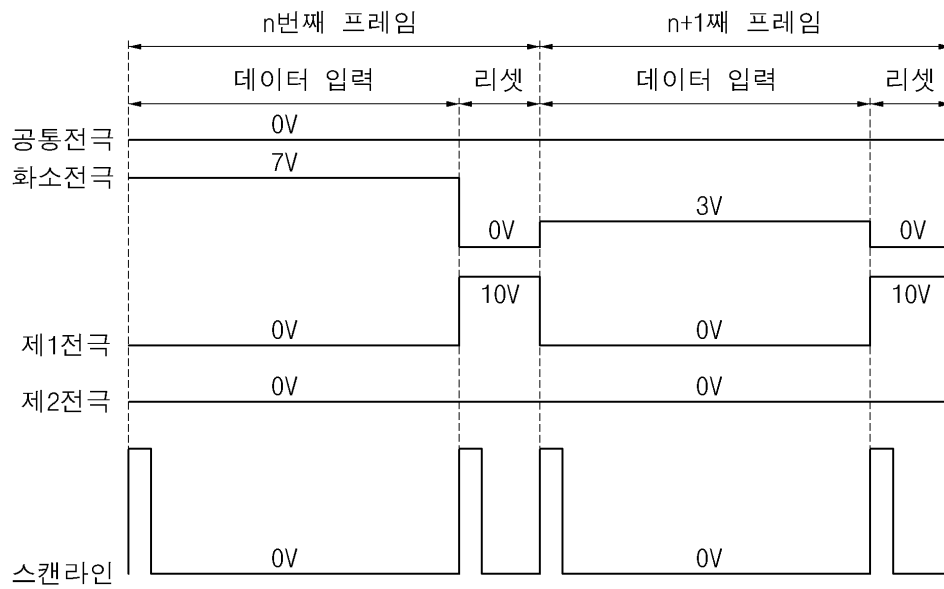 n번째 프레임 n+1째 프레임
데이터 입력 리셋 데이터 입력 리셋
공통전극 0V
화소전극 7V 0V 3V 0V
제1전극 0V 10V 0V 10V
제2전극 0V 0V
스캔라인 0V 0V